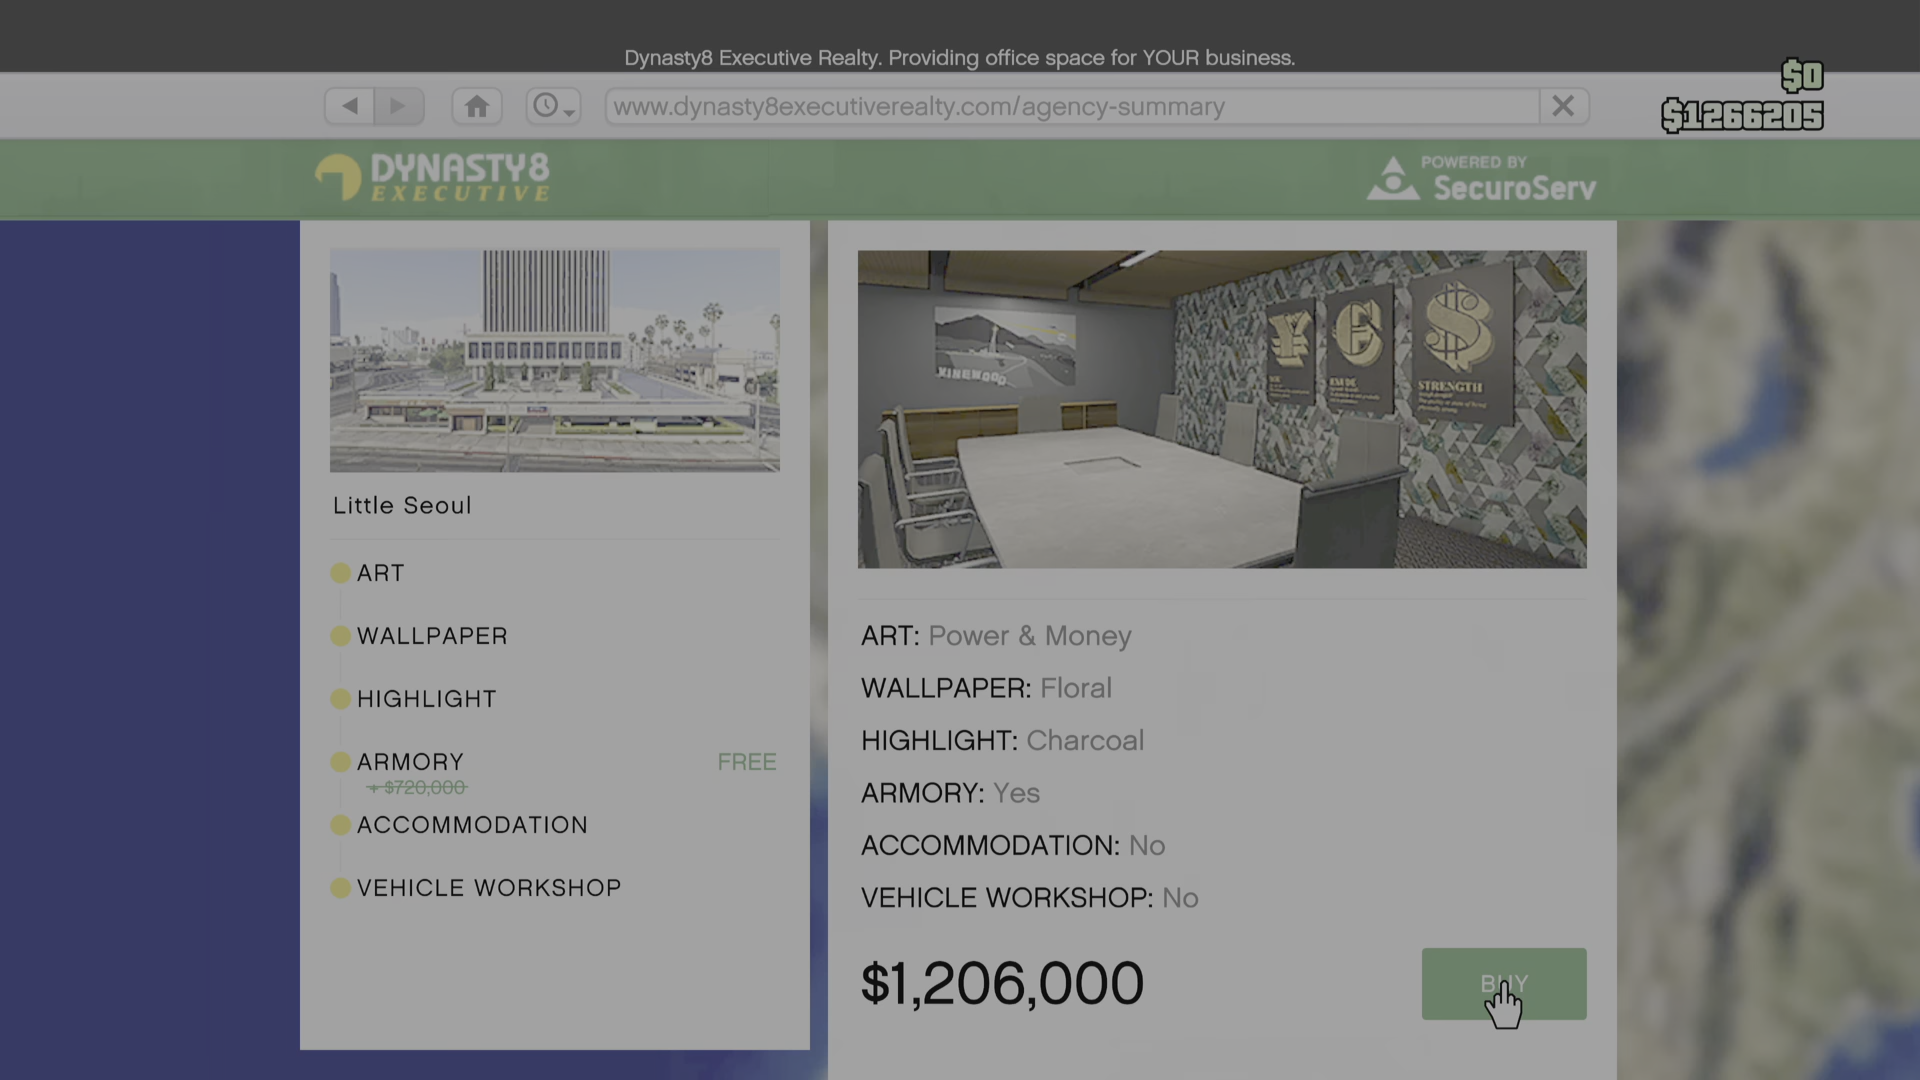 Dynasty8 Executive Realty. Providing office space for YOUR business.
$0
$1266205
www.dynasty8executiverealty.com/agency-summary
DYNASTY8
EXECUTIVE
POWERED BY
SecuroServ
VINEWOOD
STRENGTH
Little Seoul
ART
WALLPAPER
HIGHLIGHT
ARMORY FREE
+ $720,000
ACCOMMODATION
VEHICLE WORKSHOP
ART: Power & Money
WALLPAPER: Floral
HIGHLIGHT: Charcoal
ARMORY: Yes
ACCOMMODATION: No
VEHICLE WORKSHOP: No
$1,206,000
BUY